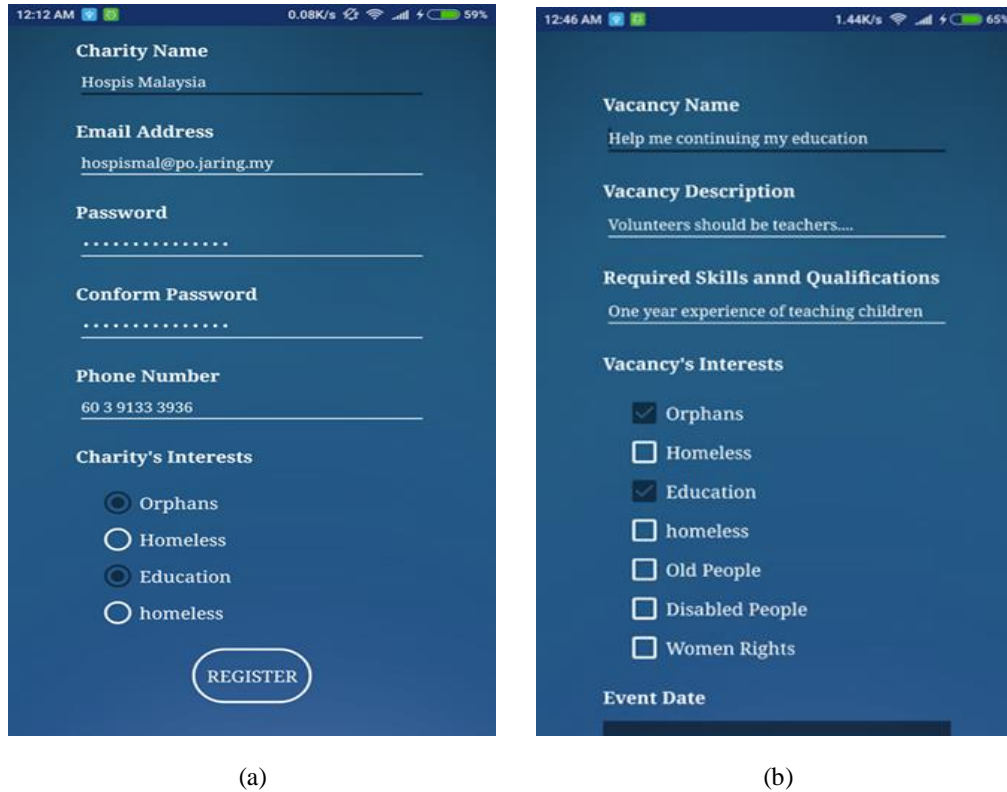 12:12 AM 0.08K/s 59%
Charity Name
Hospis Malaysia
Email Address
hospismal@po.jaring.my
Password
Conform Password
Phone Number
60 3 9133 3936
Charity's Interests
Orphans
Homeless
Education
homeless
REGISTER
(a)
12:46 AM 1.44K/s 65%
Vacancy Name
Help me continuing my education
Vacancy Description
Volunteers should be teachers....
Required Skills annd Qualifications
One year experience of teaching children
Vacancy's Interests
Orphans
Homeless
Education
homeless
Old People
Disabled People
Women Rights
Event Date
(b)